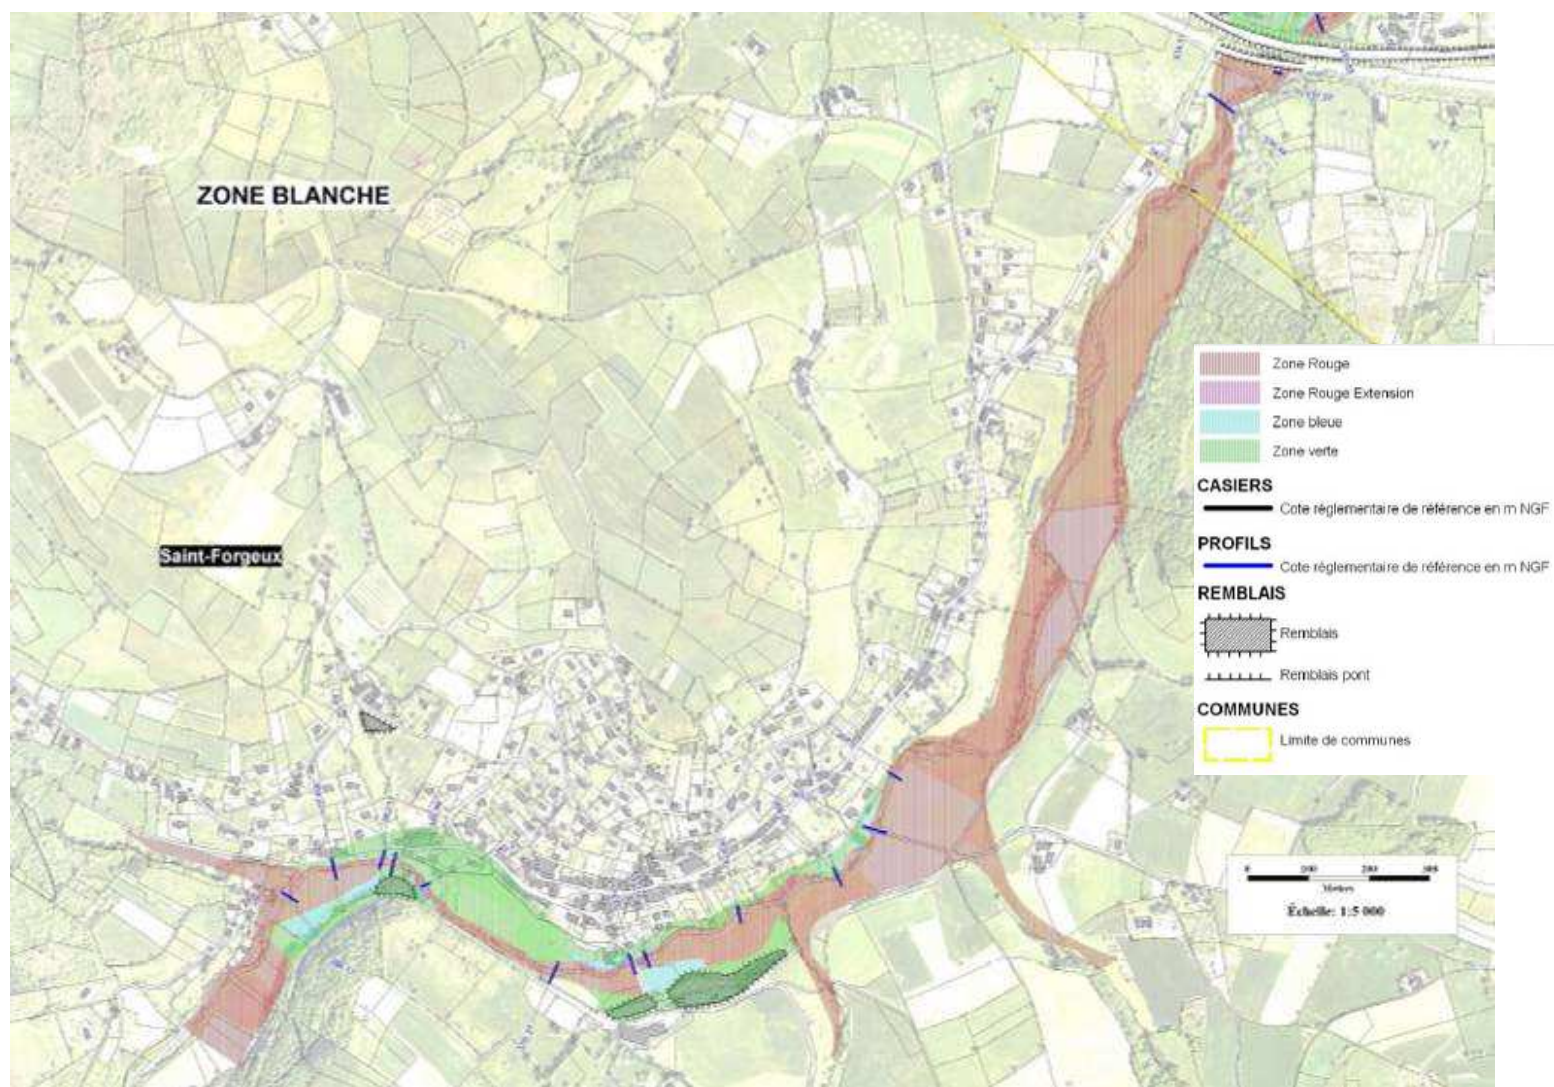 ZONE BLANCHE
Saint-Forgeux
Zone Rouge
Zone Rouge Extension
Zone bleue
Zone verte
CASIERS
Cote réglementaire de référence en m NGF
PROFILS
Cote réglementaire de référence en m NGF
REMBLAIS
Remblais
Remblais pont
COMMUNES
Limite de communes
0
Mètres
Échelle: 1:5 000